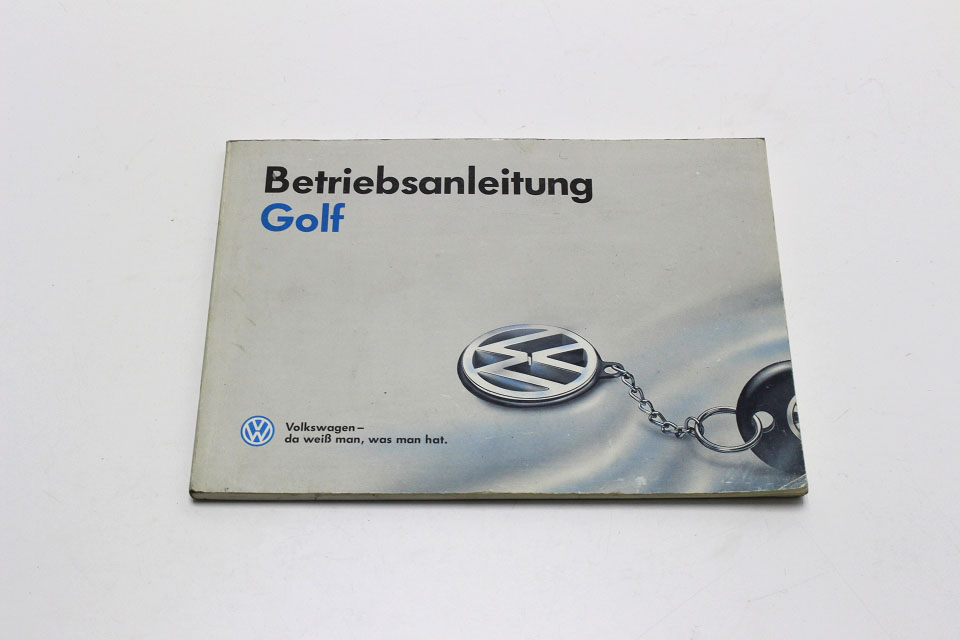 Betriebsanleitung
Golf
Volkswagen –
da weiß man, was man hat.